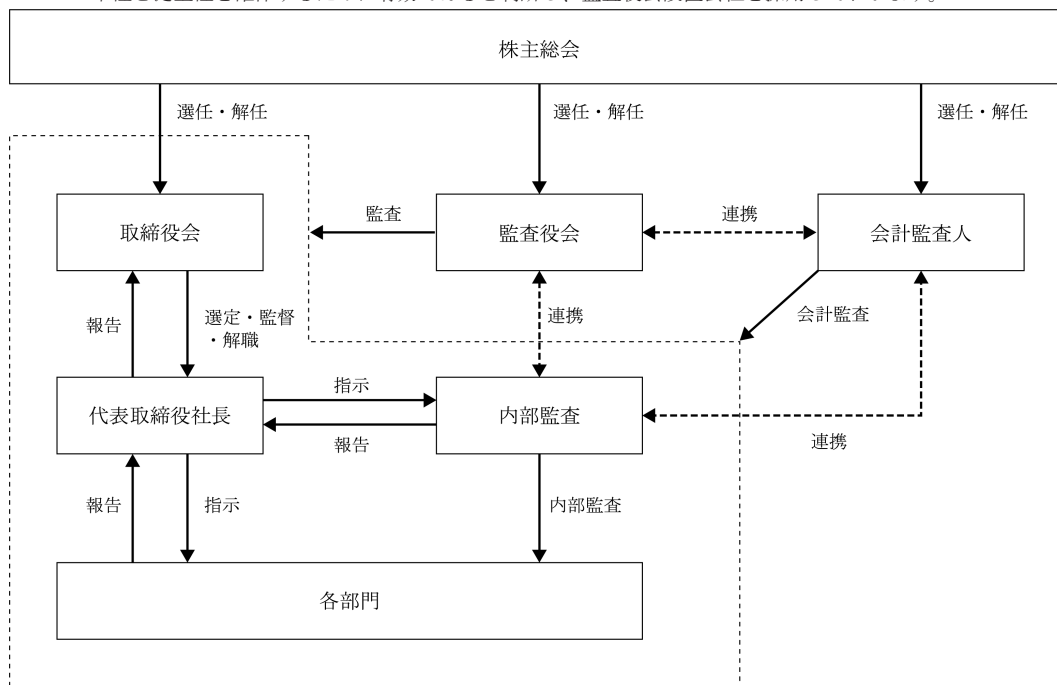 株主総会
選任・解任
選任・解任
選任・解任
取締役会
監査
監査役会
連携
会計監査人
報告
選定・監督
・解職
連携
会計監査
代表取締役社長
指示
報告
内部監査
連携
報告
指示
内部監査
各部門